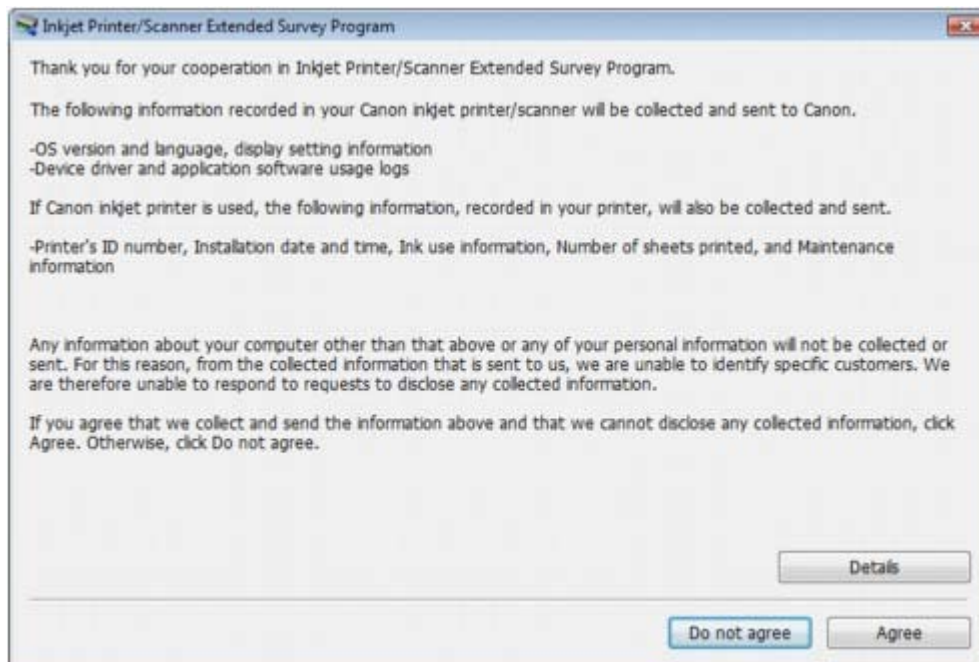 Inkjet Printer/Scanner Extended Survey Program
Thank you for your cooperation in Inkjet Printer/Scanner Extended Survey Program.
The following information recorded in your Canon inkjet printer/scanner will be collected and sent to Canon.
-OS version and language, display setting information
-Device driver and application software usage logs
If Canon inkjet printer is used, the following information, recorded in your printer, will also be collected and sent.
-Printer's ID number, Installation date and time, Ink use information, Number of sheets printed, and Maintenance
information
Any information about your computer other than that above or any of your personal information will not be collected or
sent. For this reason, from the collected information that is sent to us, we are unable to identify specific customers. We
are therefore unable to respond to requests to disclose any collected information.
If you agree that we collect and send the information above and that we cannot disclose any collected information, click
Agree. Otherwise, click Do not agree.
Details
Do not agree
Agree